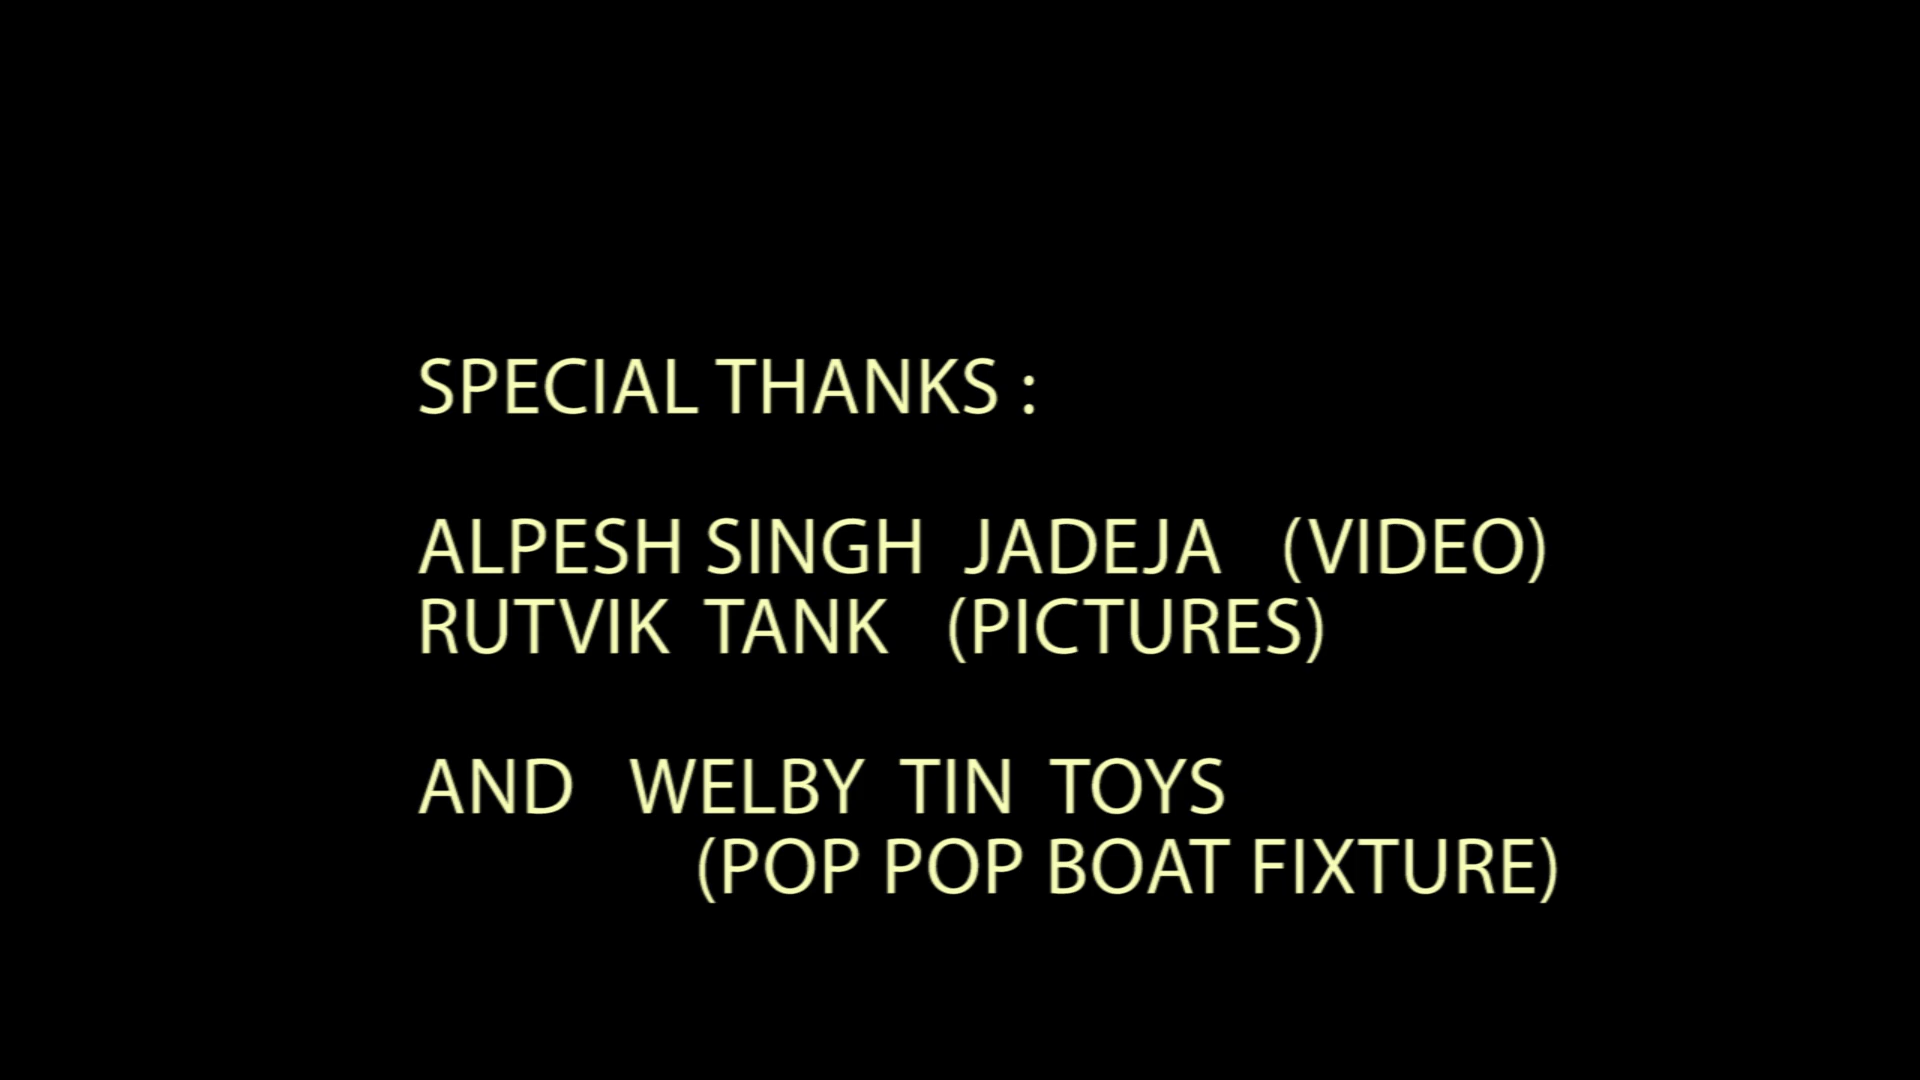 SPECIAL THANKS :
ALPESH SINGH JADEJA (VIDEO)
RUTVIK TANK (PICTURES)
AND WELBY TIN TOYS
(POP POP BOAT FIXTURE)